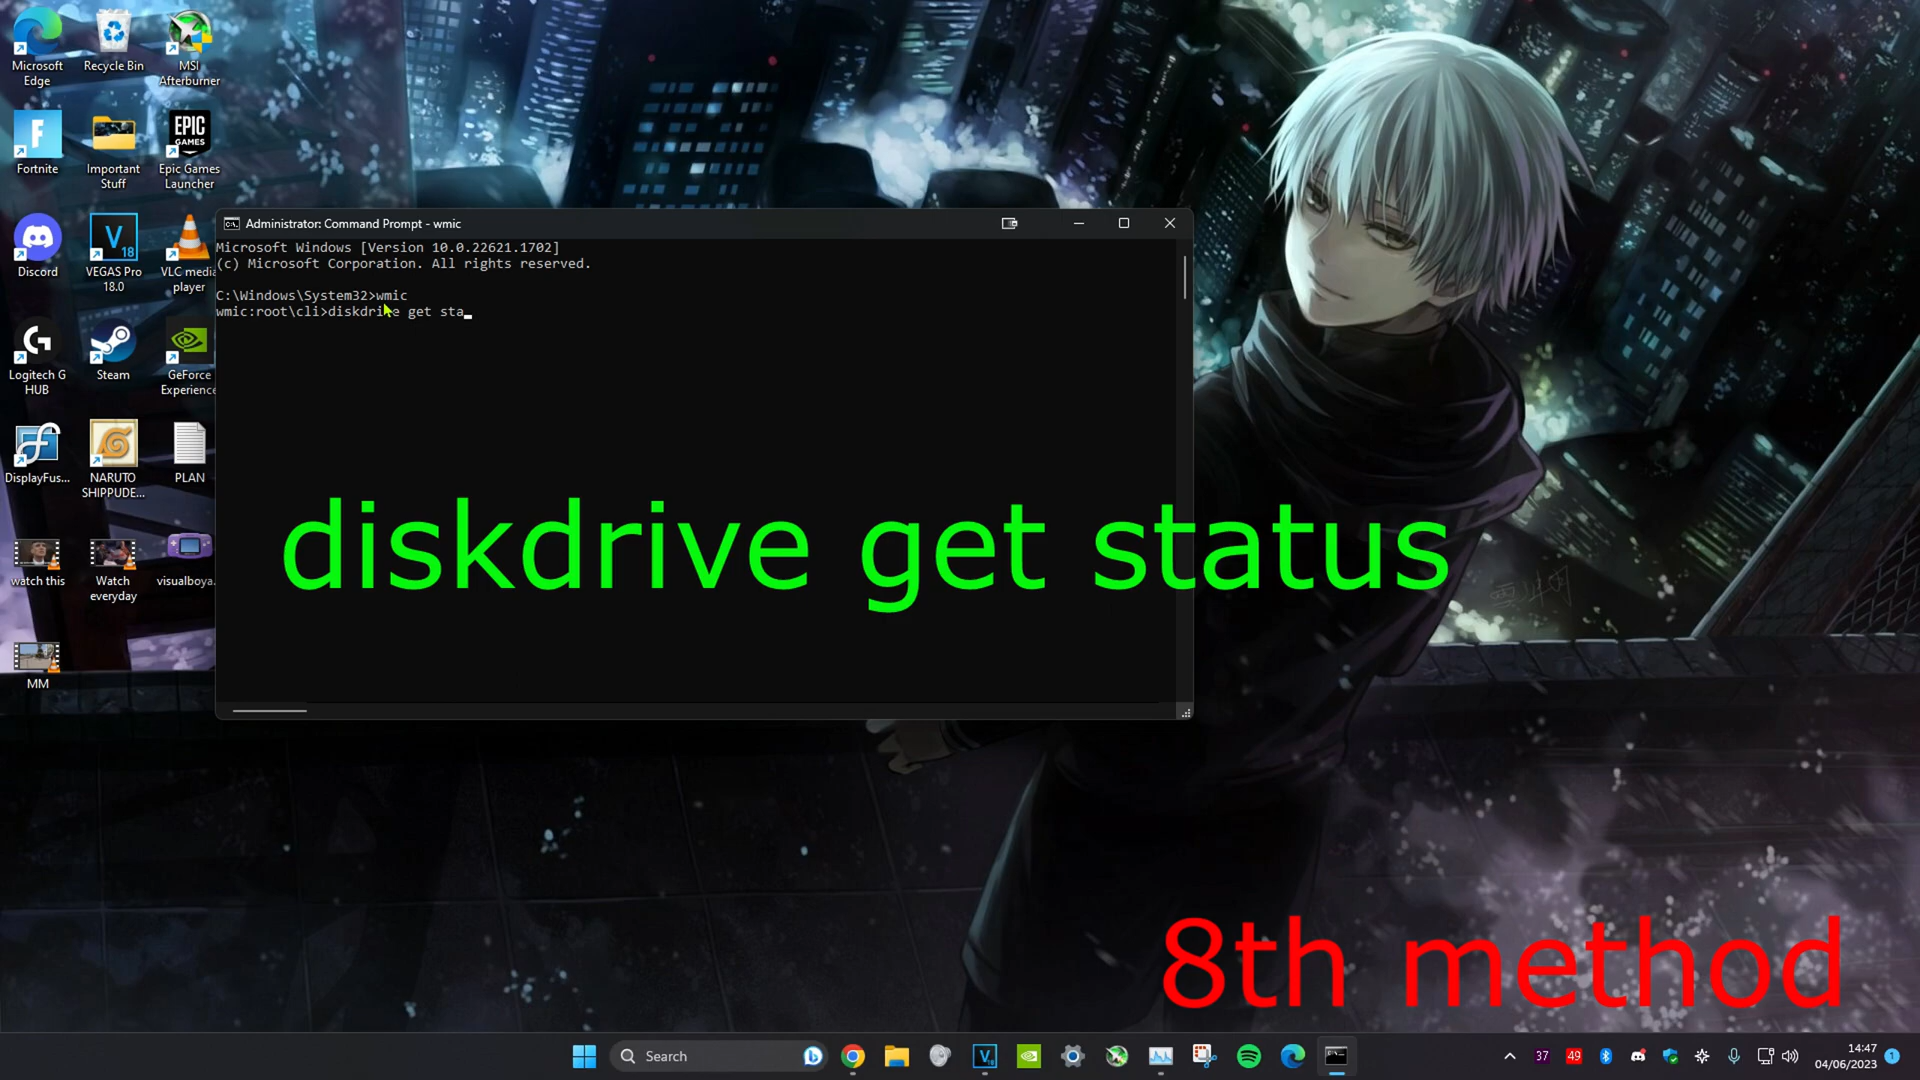 Microsoft Edge
Recycle Bin
MSI Afterburner
Fortnite
Important Stuff
EPIC GAMES
Epic Games Launcher
Discord
V 18
VEGAS Pro 18.0
VLC media player
Logitech G HUB
Steam
GeForce Experience
DisplayFus...
NARUTO SHIPPUDE...
PLAN
watch this
Watch everyday
visualboya.
MM
Administrator: Command Prompt - wmic
Microsoft Windows [Version 10.0.22621.1702]
(c) Microsoft Corporation. All rights reserved.
C:\Windows\System32>wmic
wmic:root\cli>diskdrive get sta_
diskdrive get status
8th method
Search
37
49
14:47
04/06/2023
1